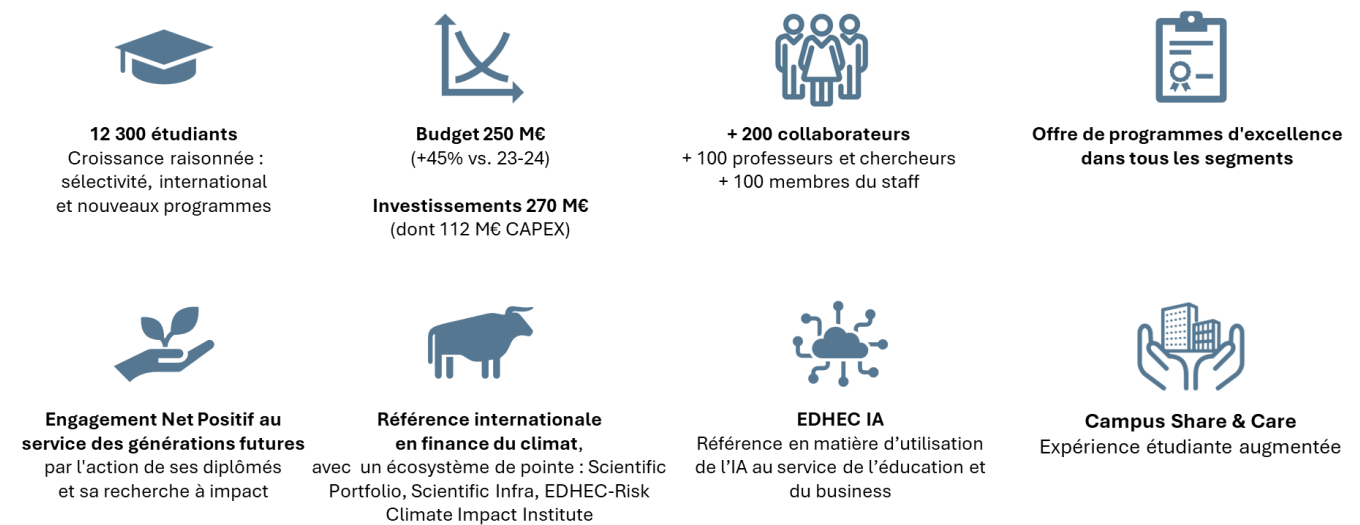 12 300 étudiants
Croissance raisonnée :
sélectivité, international
et nouveaux programmes
Budget 250 M€
(+45% vs. 23-24)
Investissements 270 M€
(dont 112 M€ CAPEX)
+ 200 collaborateurs
+ 100 professeurs et chercheurs
+ 100 membres du staff
Offre de programmes d'excellence
dans tous les segments
Engagement Net Positif au
service des générations futures
par l'action de ses diplômés
et sa recherche à impact
Référence internationale
en finance du climat,
avec un écosystème de pointe : Scientific
Portfolio, Scientific Infra, EDHEC-Risk
Climate Impact Institute
EDHEC IA
Référence en matière d’utilisation
de l’IA au service de l’éducation et
du business
Campus Share & Care
Expérience étudiante augmentée